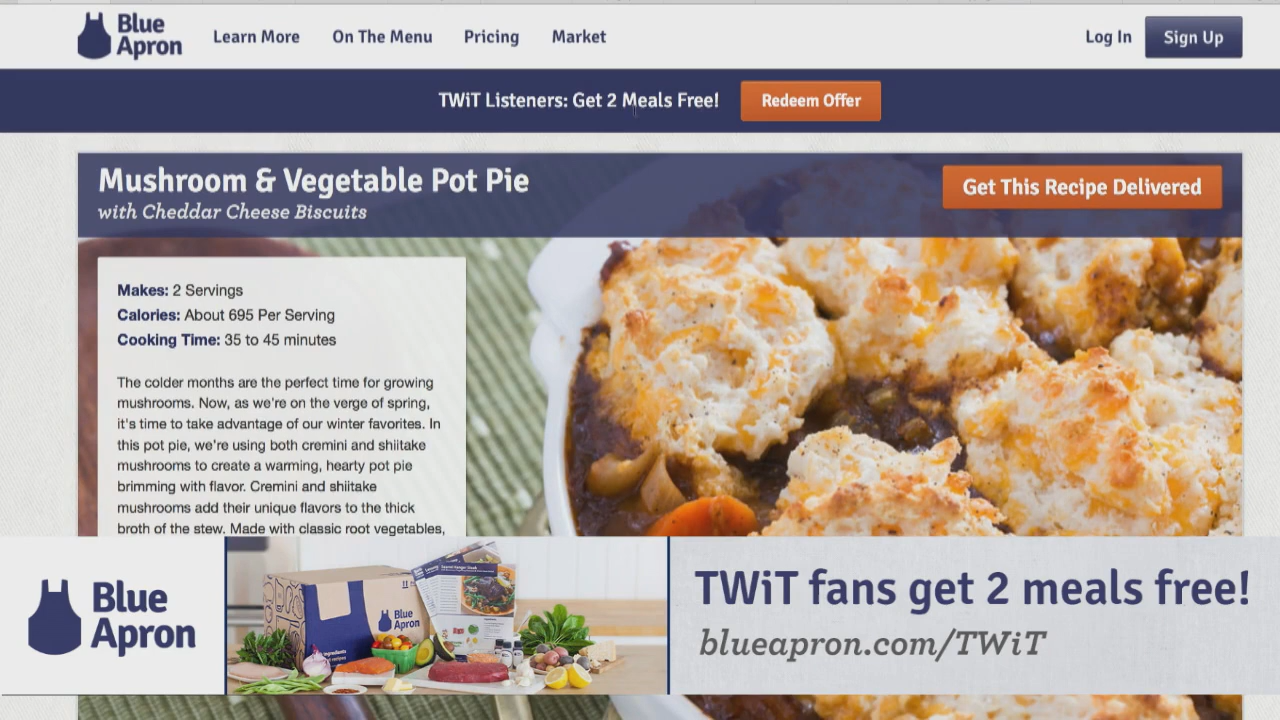 Blue
Apron
Learn More
On The Menu
Pricing
Market
Log In
Sign Up
TWiT Listeners: Get 2 Meals Free!
Redeem Offer
Mushroom & Vegetable Pot Pie
with Cheddar Cheese Biscuits
Get This Recipe Delivered
Makes: 2 Servings
Calories: About 695 Per Serving
Cooking Time: 35 to 45 minutes
The colder months are the perfect time for growing
mushrooms. Now, as we're on the verge of spring,
it's time to take advantage of our winter favorites. In
this pot pie, we're using both cremini and shiitake
mushrooms to create a warming, hearty pot pie
brimming with flavor. Cremini and shiitake
mushrooms add their unique flavors to the thick
broth of the stew. Made with classic root vegetables,
Blue
Apron
Blue
Apron
TWiT fans get 2 meals free!
blueapron.com/TWiT